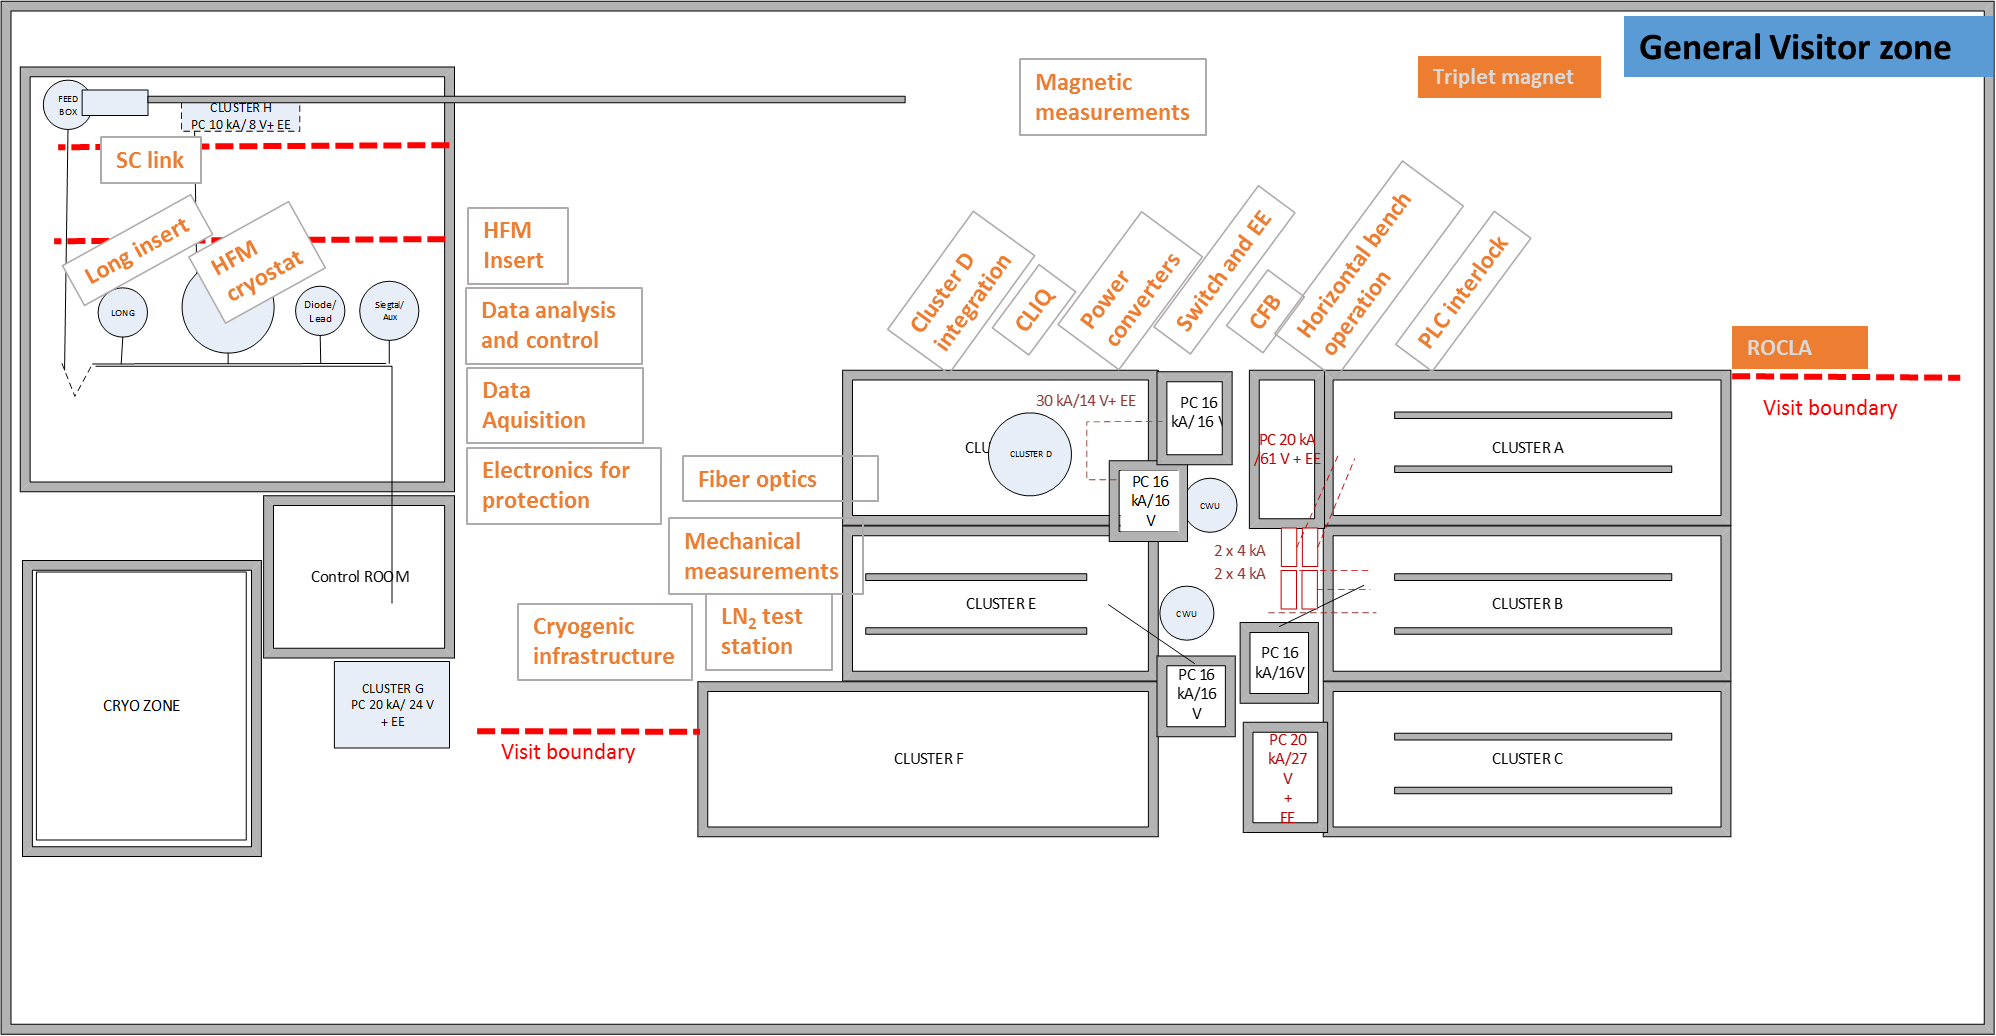 General Visitor zone
Triplet magnet
Magnetic
measurements
FEED
BOX
CLUSTER H
PC 10 kA/ 8 V+ EE
SC link
Long insert
HFM
cryostat
LONG
Diode/
Lead
Siegtal/
Aux
HFM
Insert
Data analysis
and control
Data
Aquisition
Electronics for
protection
Fiber optics
Mechanical
measurements
LN2 test
station
Cryogenic
infrastructure
Cluster D
integration
CLIQ
Power
converters
Switch and EE
CFB
Horizontal bench
operation
PLC interlock
ROCLA
Visit boundary
30 kA/14 V+ EE
PC 16
kA/ 16 V
CLUSTER D
PC 16
kA/16
V
CWU
PC 20 kA
/61 V + EE
CLUSTER A
2 x 4 kA
2 x 4 kA
CLUSTER E
CWU
CLUSTER B
PC 16
kA/16V
PC 16
kA/16
V
Control ROOM
CRYO ZONE
CLUSTER G
PC 20 kA/ 24 V
+ EE
Visit boundary
CLUSTER F
PC 20
kA/27
V
+
EE
CLUSTER C